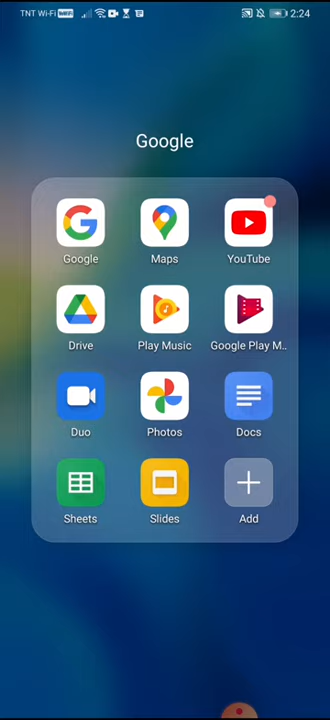 TNT Wi-Fi WiFi 2:24
Google
Google Maps YouTube
Drive Play Music Google Play M..
Duo Photos Docs
Sheets Slides Add